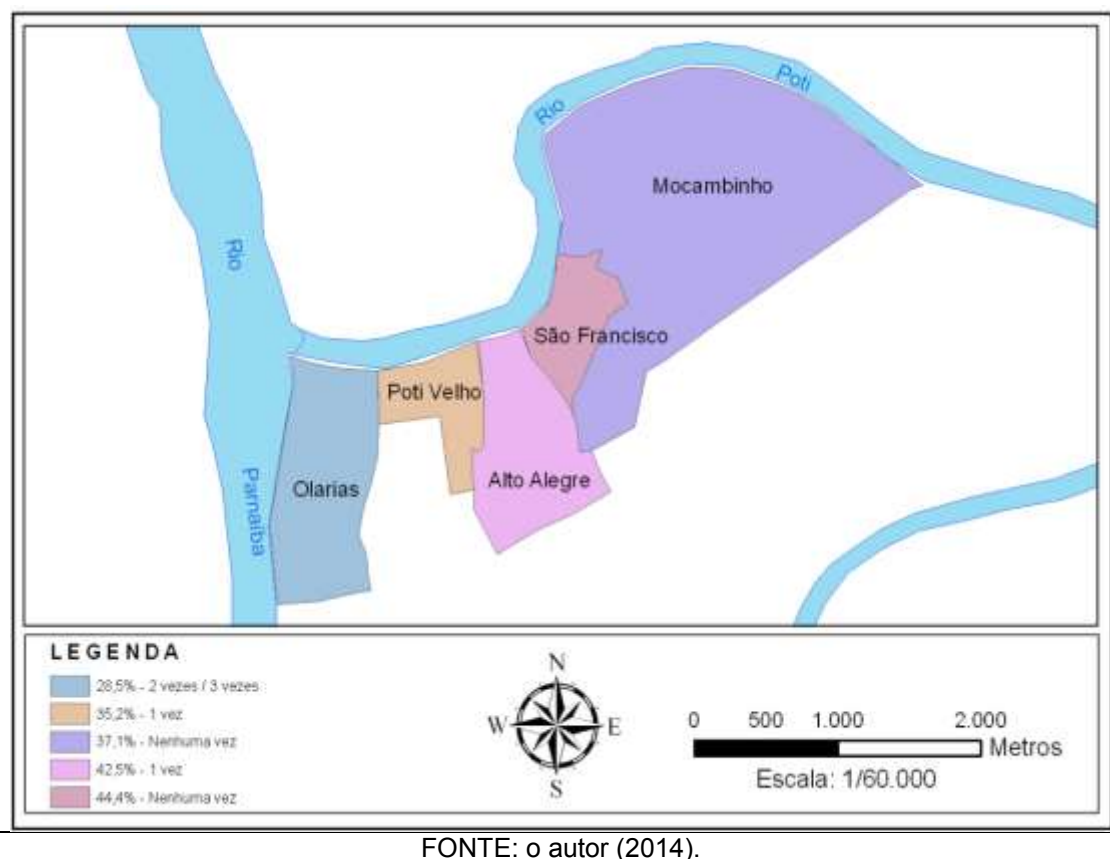 Rio
Poti
Mocambinho
Rio
São Francisco
Poti Velho
Olarias
Alto Alegre
Parnaíba
LEGENDA
28,5% - 2 vezes / 3 vezes
35,2% - 1 vez
37,1% - Nenhuma vez
42,5% - 1 vez
44,4% - Nenhuma vez
N
W E
S
0 500 1.000 2.000
Metros
Escala: 1/60.000
FONTE: o autor (2014).